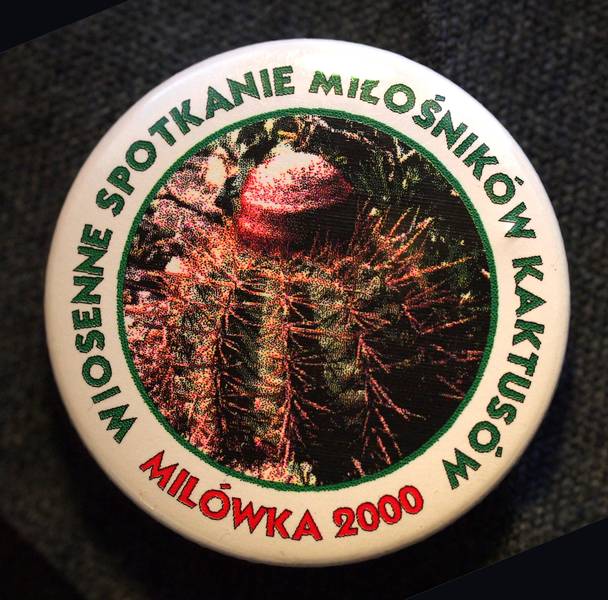 WIOSENNE SPOTKANIE MIŁOŚNIKÓW KAKTUSÓW
MILÓWKA 2000